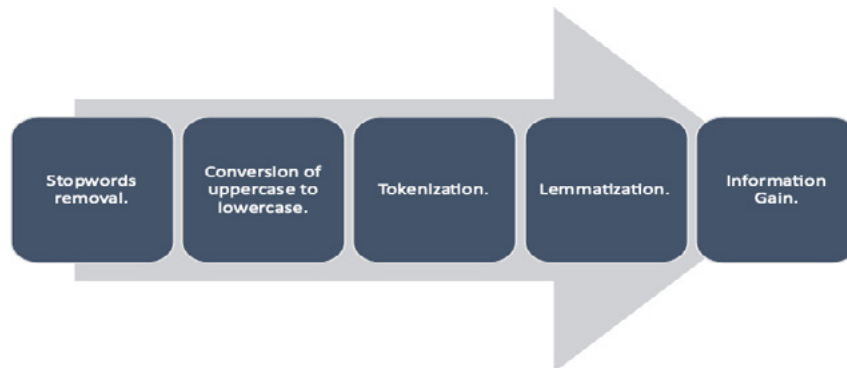 Stopwords
removal.
Conversion of
uppercase to
lowercase.
Tokenization.
Lemmatization.
Information
Gain.